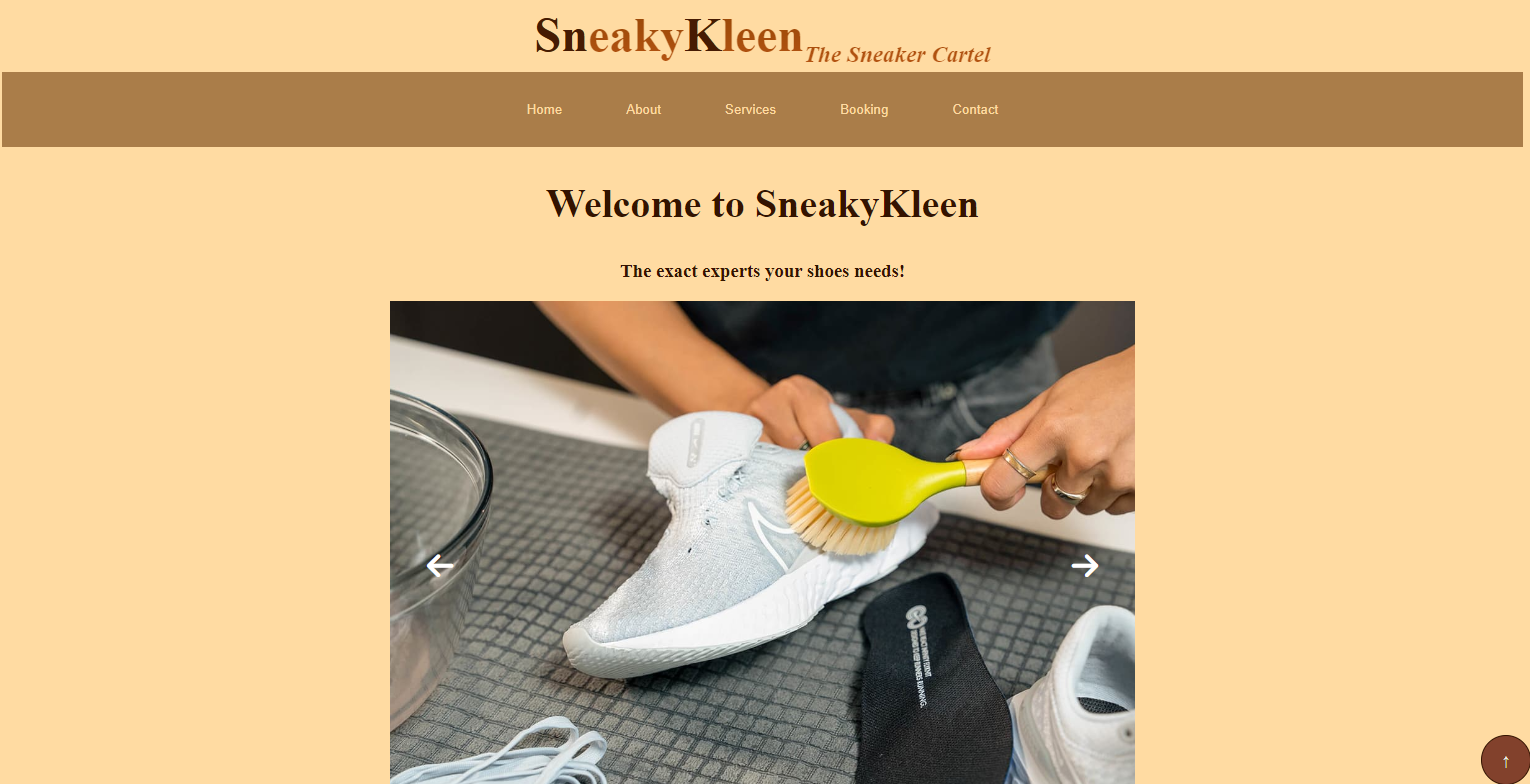 SneakyKleen The Sneaker Cartel
Home About Services Booking Contact
Welcome to SneakyKleen
The exact experts your shoes needs!